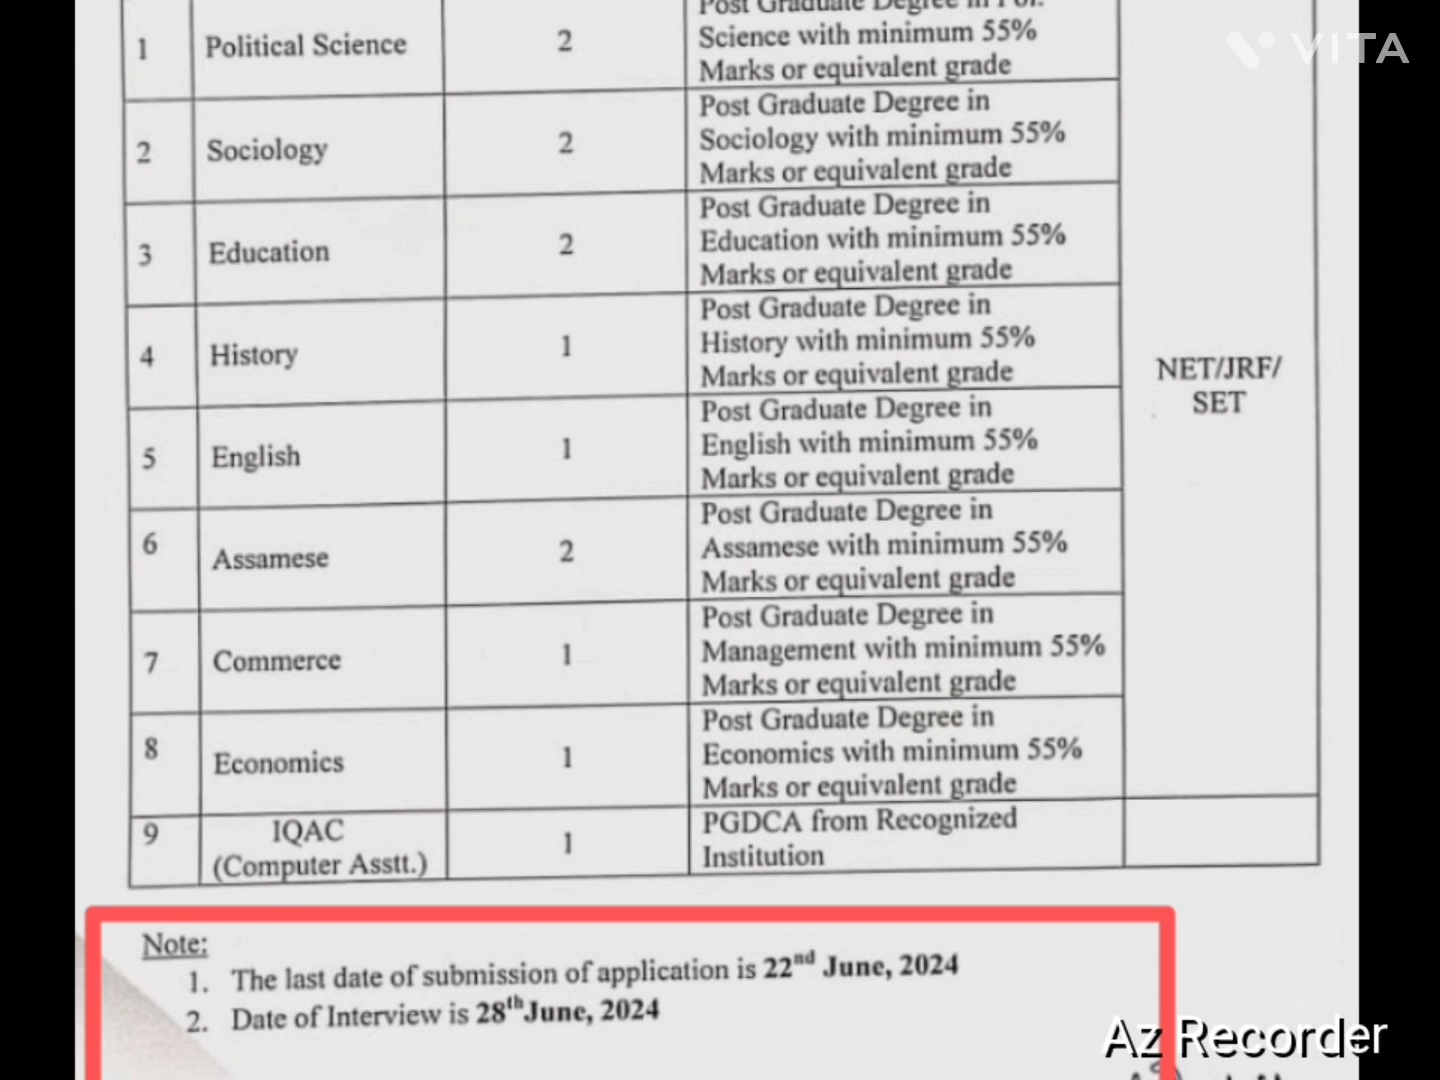 Post Graduate Degree in Pol.
1 Political Science 2 Science with minimum 55%
Marks or equivalent grade
VITA
Post Graduate Degree in
2 Sociology 2 Sociology with minimum 55%
Marks or equivalent grade
Post Graduate Degree in
3 Education 2 Education with minimum 55%
Marks or equivalent grade
Post Graduate Degree in
4 History 1 History with minimum 55%
Marks or equivalent grade
NET/JRF/
SET
Post Graduate Degree in
5 English 1 English with minimum 55%
Marks or equivalent grade
Post Graduate Degree in
6 Assamese 2 Assamese with minimum 55%
Marks or equivalent grade
Post Graduate Degree in
7 Commerce 1 Management with minimum 55%
Marks or equivalent grade
Post Graduate Degree in
8 Economics 1 Economics with minimum 55%
Marks or equivalent grade
9 IQAC 1 PGDCA from Recognized
(Computer Asstt.) Institution
Note:
1. The last date of submission of application is 22nd June, 2024
2. Date of Interview is 28th June, 2024
Az Recorder